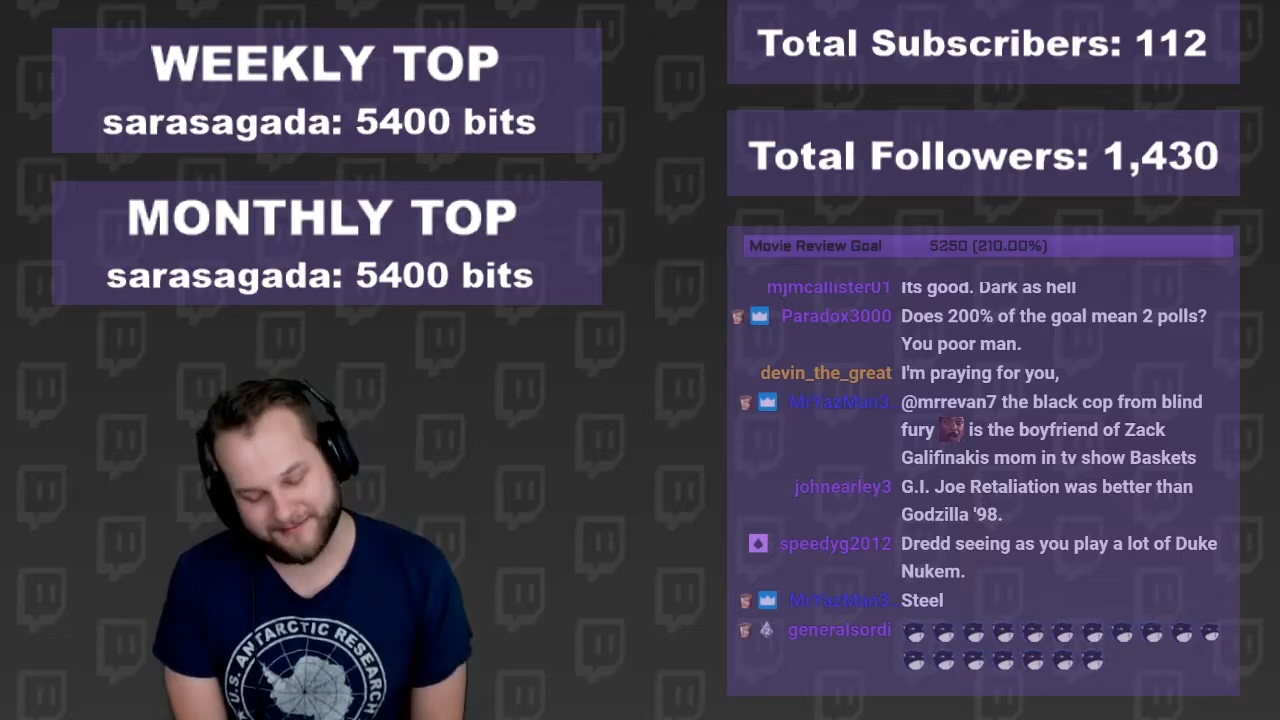 WEEKLY TOP
sarasagada: 5400 bits
MONTHLY TOP
sarasagada: 5400 bits
Total Subscribers: 112
Total Followers: 1,430
Movie Review Goal 5250 (210.00%)
mjmcallister01 Its good. Dark as hell
Paradox3000 Does 200% of the goal mean 2 polls?
You poor man.
devin_the_great I'm praying for you,
MrYazMan3.. @mrrevan7 the black cop from blind
fury is the boyfriend of Zack
Galifinakis mom in tv show Baskets
johnearley3 G.I. Joe Retaliation was better than
Godzilla '98.
speedyg2012 Dredd seeing as you play a lot of Duke
Nukem.
MrYazMan3.. Steel
generalsordi
U.S. ANTARCTIC RESEARCH